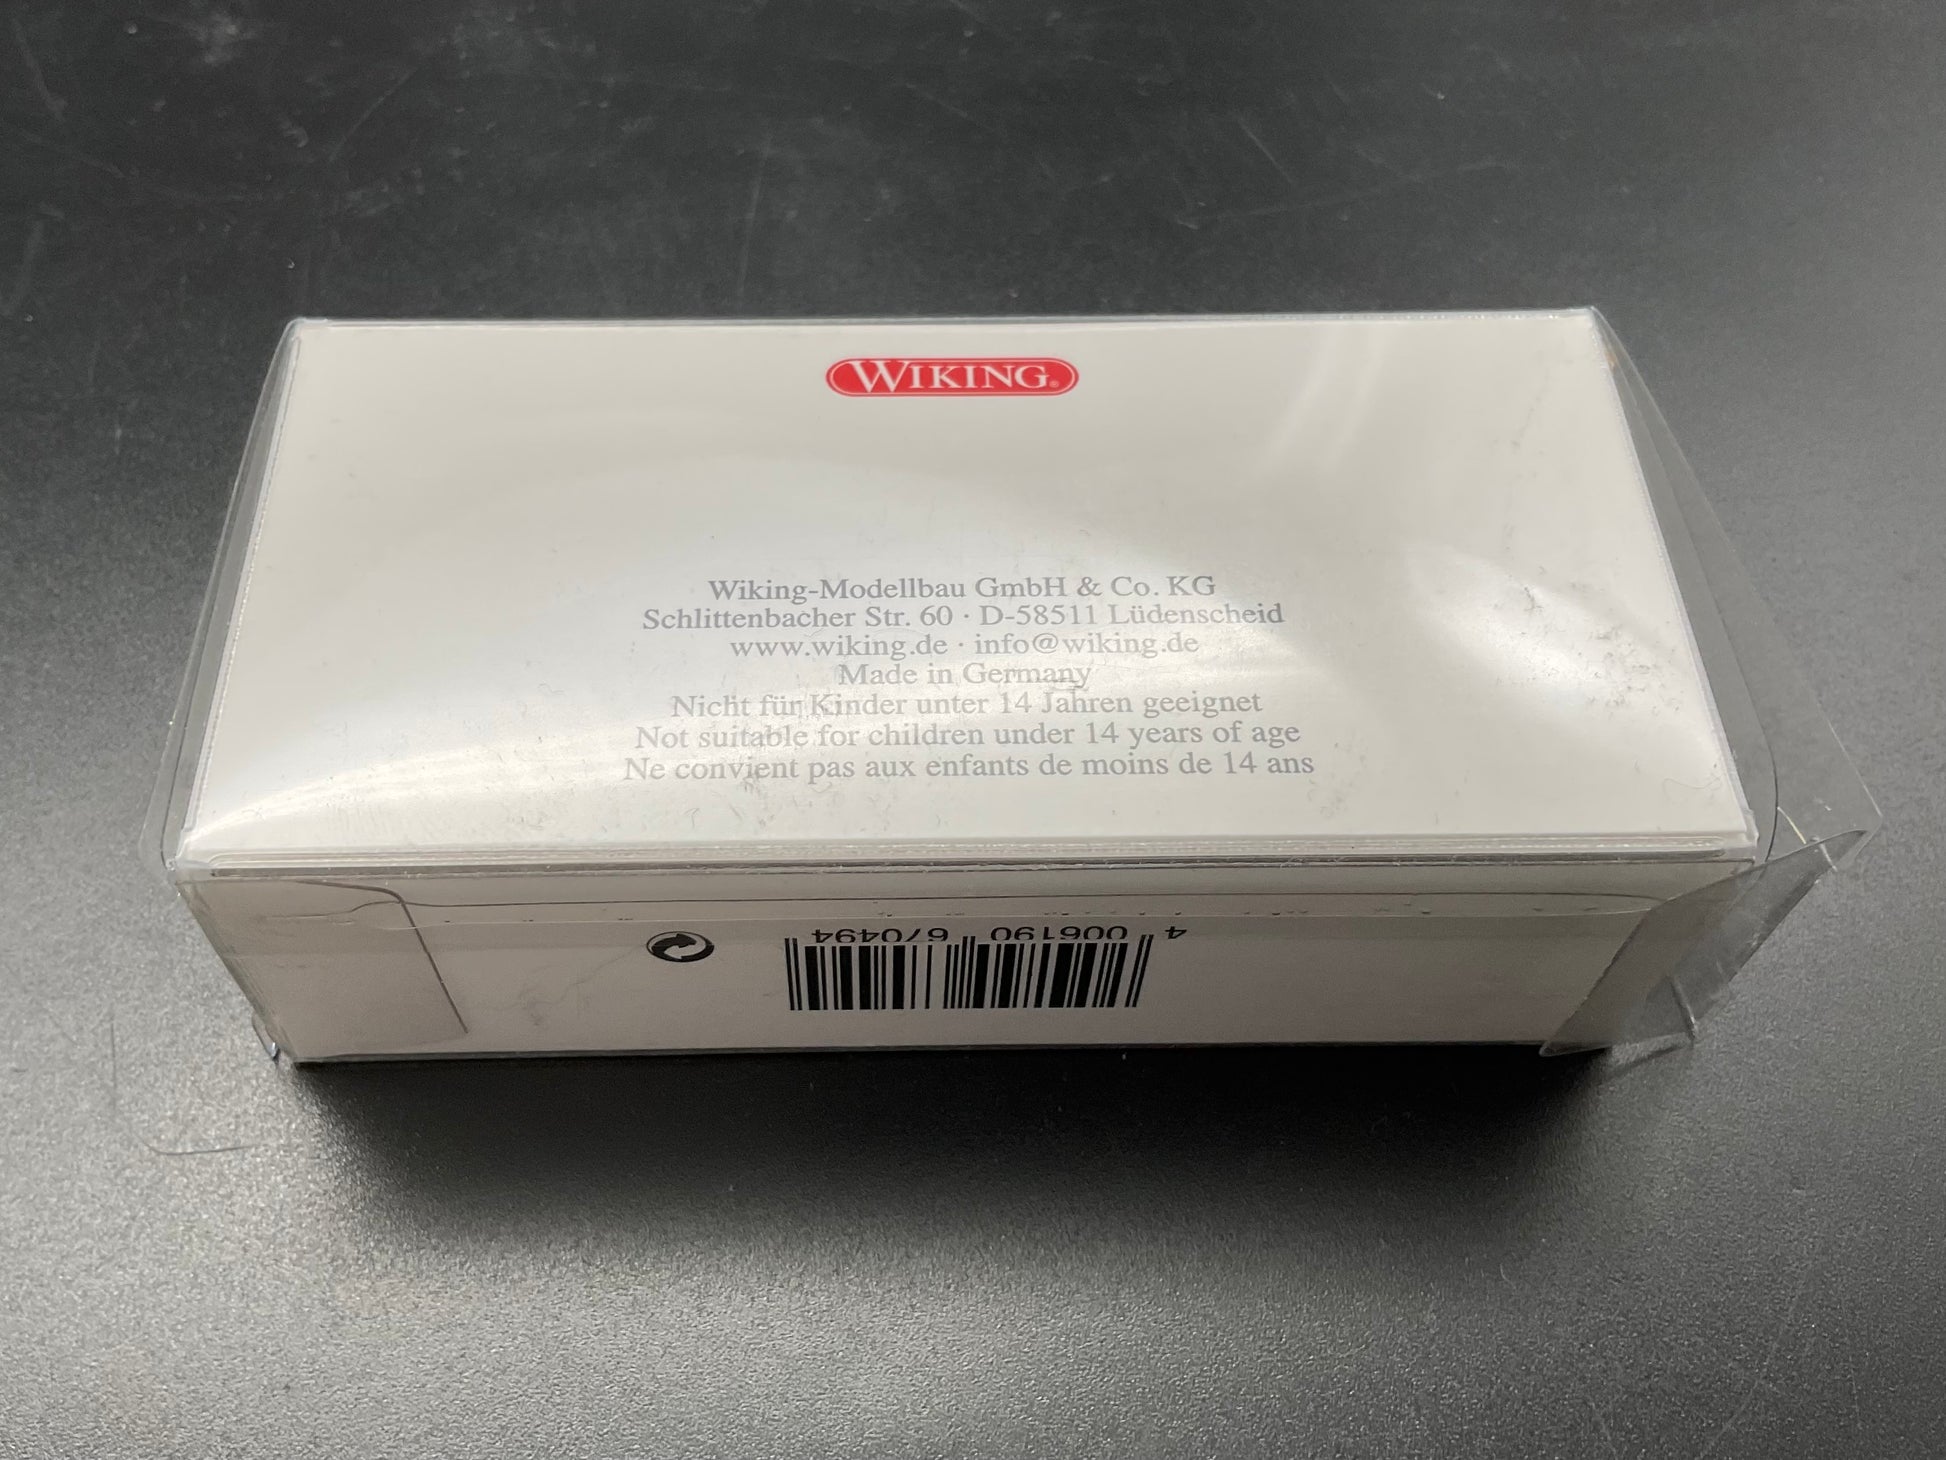 WIKING®
Wiking-Modellbau GmbH & Co. KG
Schlittenbacher Str. 60 · D-58511 Lüdenscheid
www.wiking.de · info@wiking.de
Made in Germany
Nicht für Kinder unter 14 Jahren geeignet
Not suitable for children under 14 years of age
Ne convient pas aux enfants de moins de 14 ans
4 006190 670494